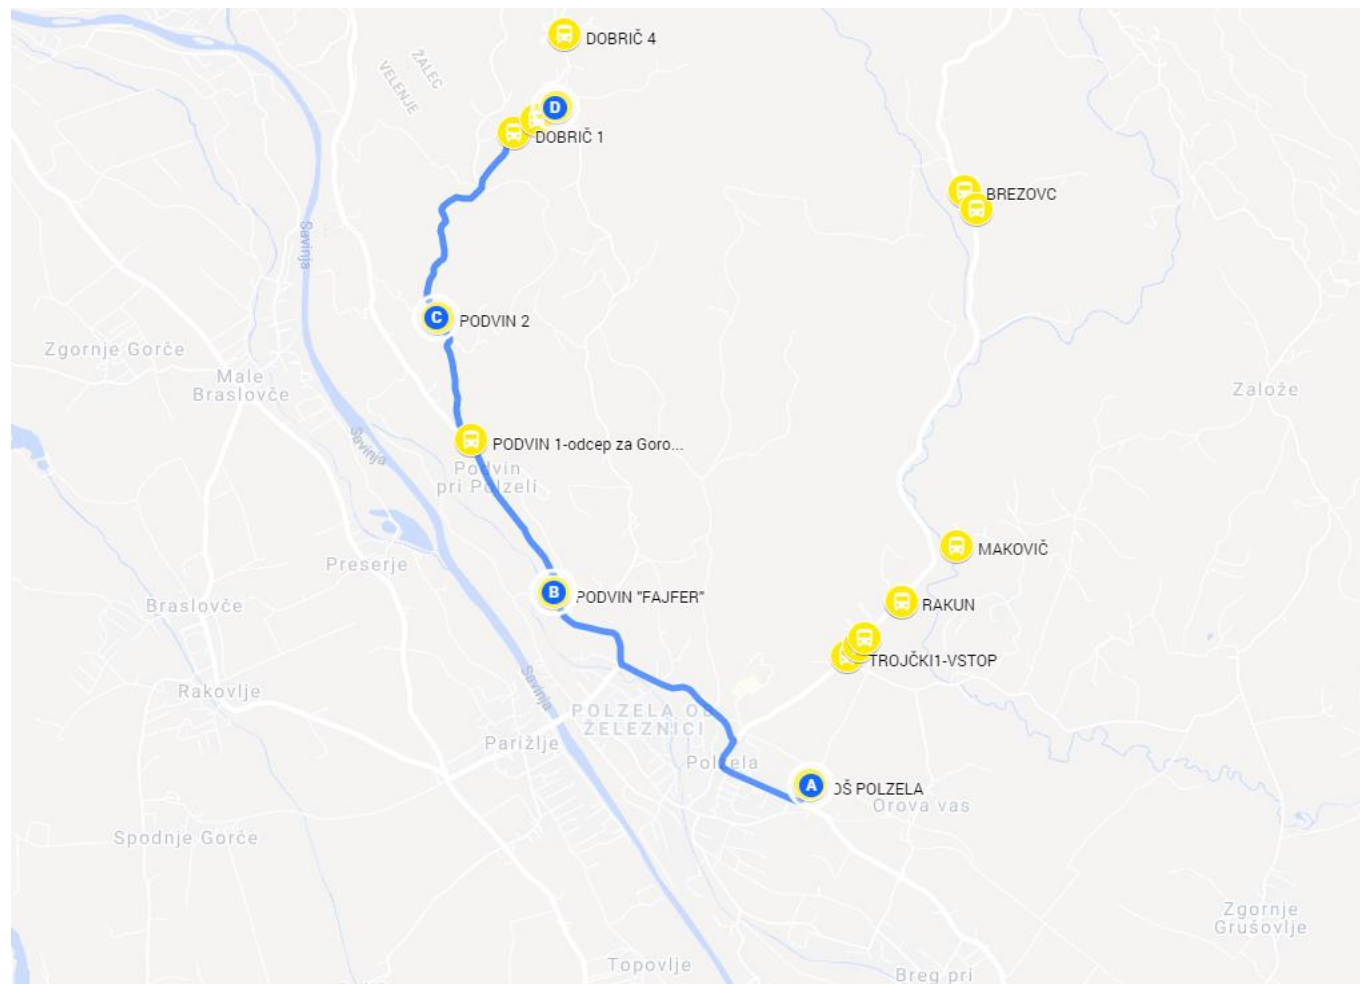 DOBRIČ 4
ŽALEC
VELENJE
D
DOBRIČ 1
BREZOVC
Savinja
C
PODVIN 2
Zgornje Gorče
Male
Braslovče
Založe
Savinja
PODVIN 1-odcep za Goro...
Podvin
pri Polzeli
MAKOVIČ
Preserje
B
PODVIN "FAJFER"
Braslovče
RAKUN
TROJČKI1-VSTOP
Savinja
Rakovlje
POLZELA OB
ŽELEZNICI
Parižlje
Polzela
A
OŠ POLZELA
Orova vas
Spodnje Gorče
Zgornje
Grušovlje
Topovlje
Breg pri